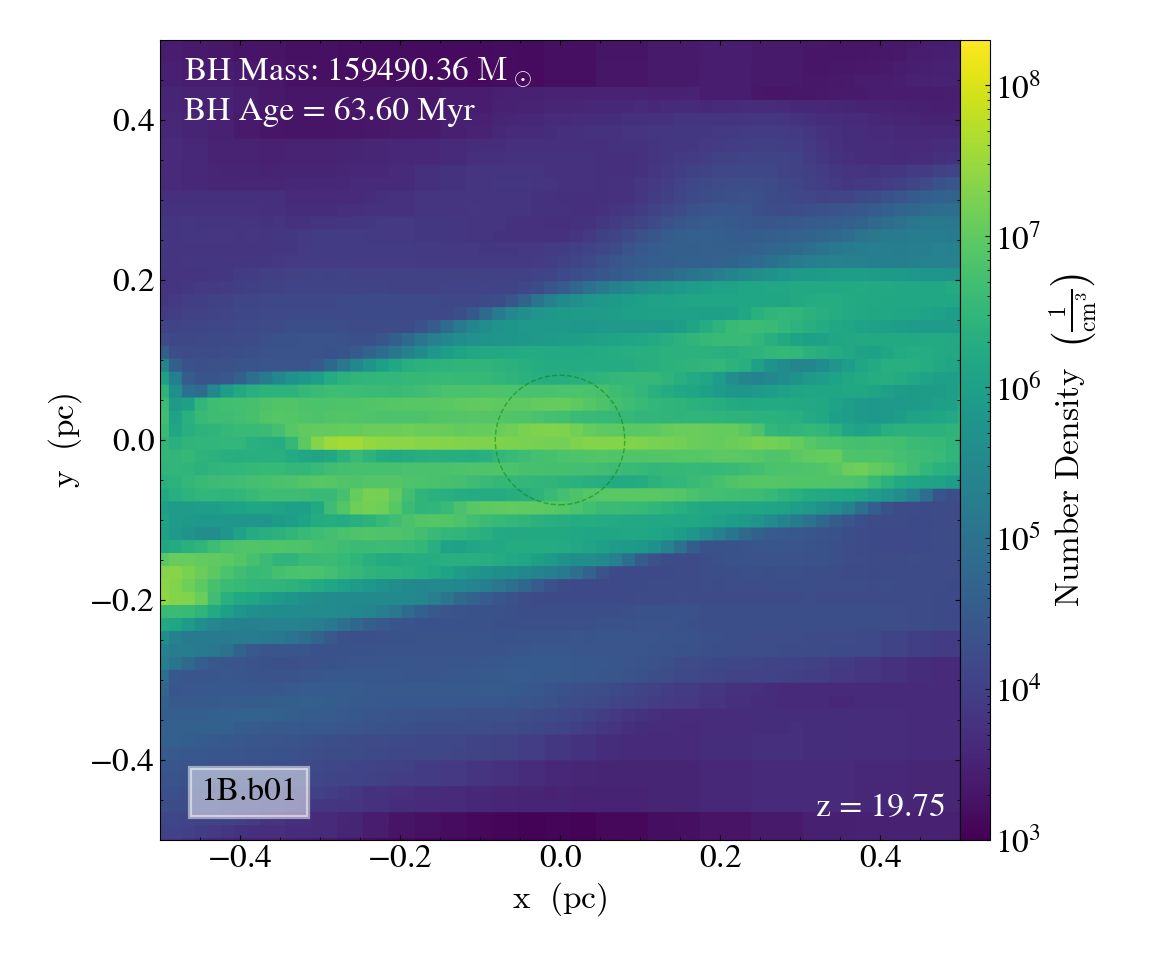 BH Mass: 159490.36 M⊙
BH Age = 63.60 Myr
1B.b01
z = 19.75
0.4
0.2
0.0
−0.2
−0.4
y (pc)
−0.4 −0.2 0.0 0.2 0.4
x (pc)
10⁸
10⁷
10⁶
10⁵
10⁴
10³
Number Density (1/cm³)